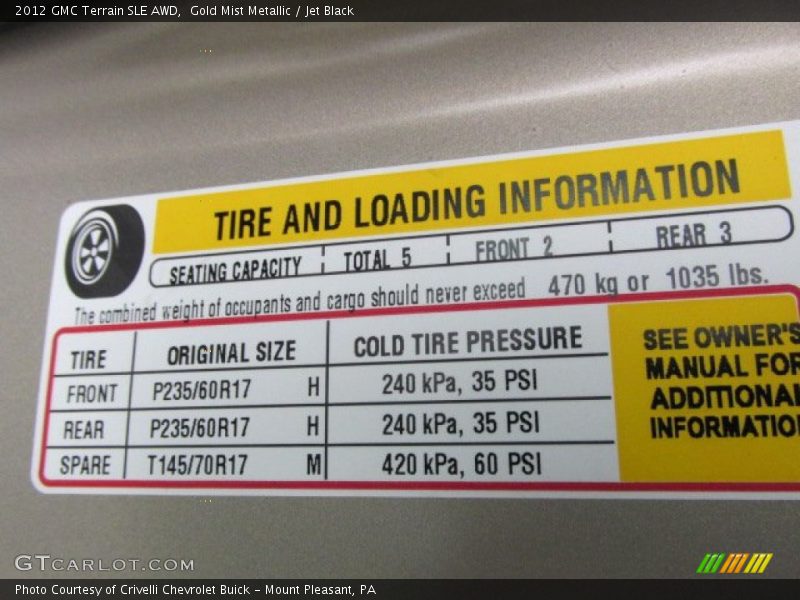 2012 GMC Terrain SLE AWD,  Gold Mist Metallic / Jet Black
TIRE AND LOADING INFORMATION
SEATING CAPACITY TOTAL 5 FRONT 2 REAR 3
The combined weight of occupants and cargo should never exceed 470 kg or 1035 lbs.
TIRE ORIGINAL SIZE COLD TIRE PRESSURE
FRONT P235/60R17 H 240 kPa, 35 PSI
REAR P235/60R17 H 240 kPa, 35 PSI
SPARE T145/70R17 M 420 kPa, 60 PSI
SEE OWNER'S
MANUAL FOR
ADDITIONAL
INFORMATION
GTCARLOT.COM
Photo Courtesy of Crivelli Chevrolet Buick - Mount Pleasant, PA